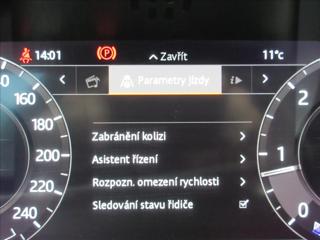 14:01
(P)
Zavřít
11°c
Parametry jízdy
i
160
180
200
220
240
Zabránění kolizi
Asistent řízení
Rozpozn. omezení rychlosti
Sledování stavu řidiče
2
1
0